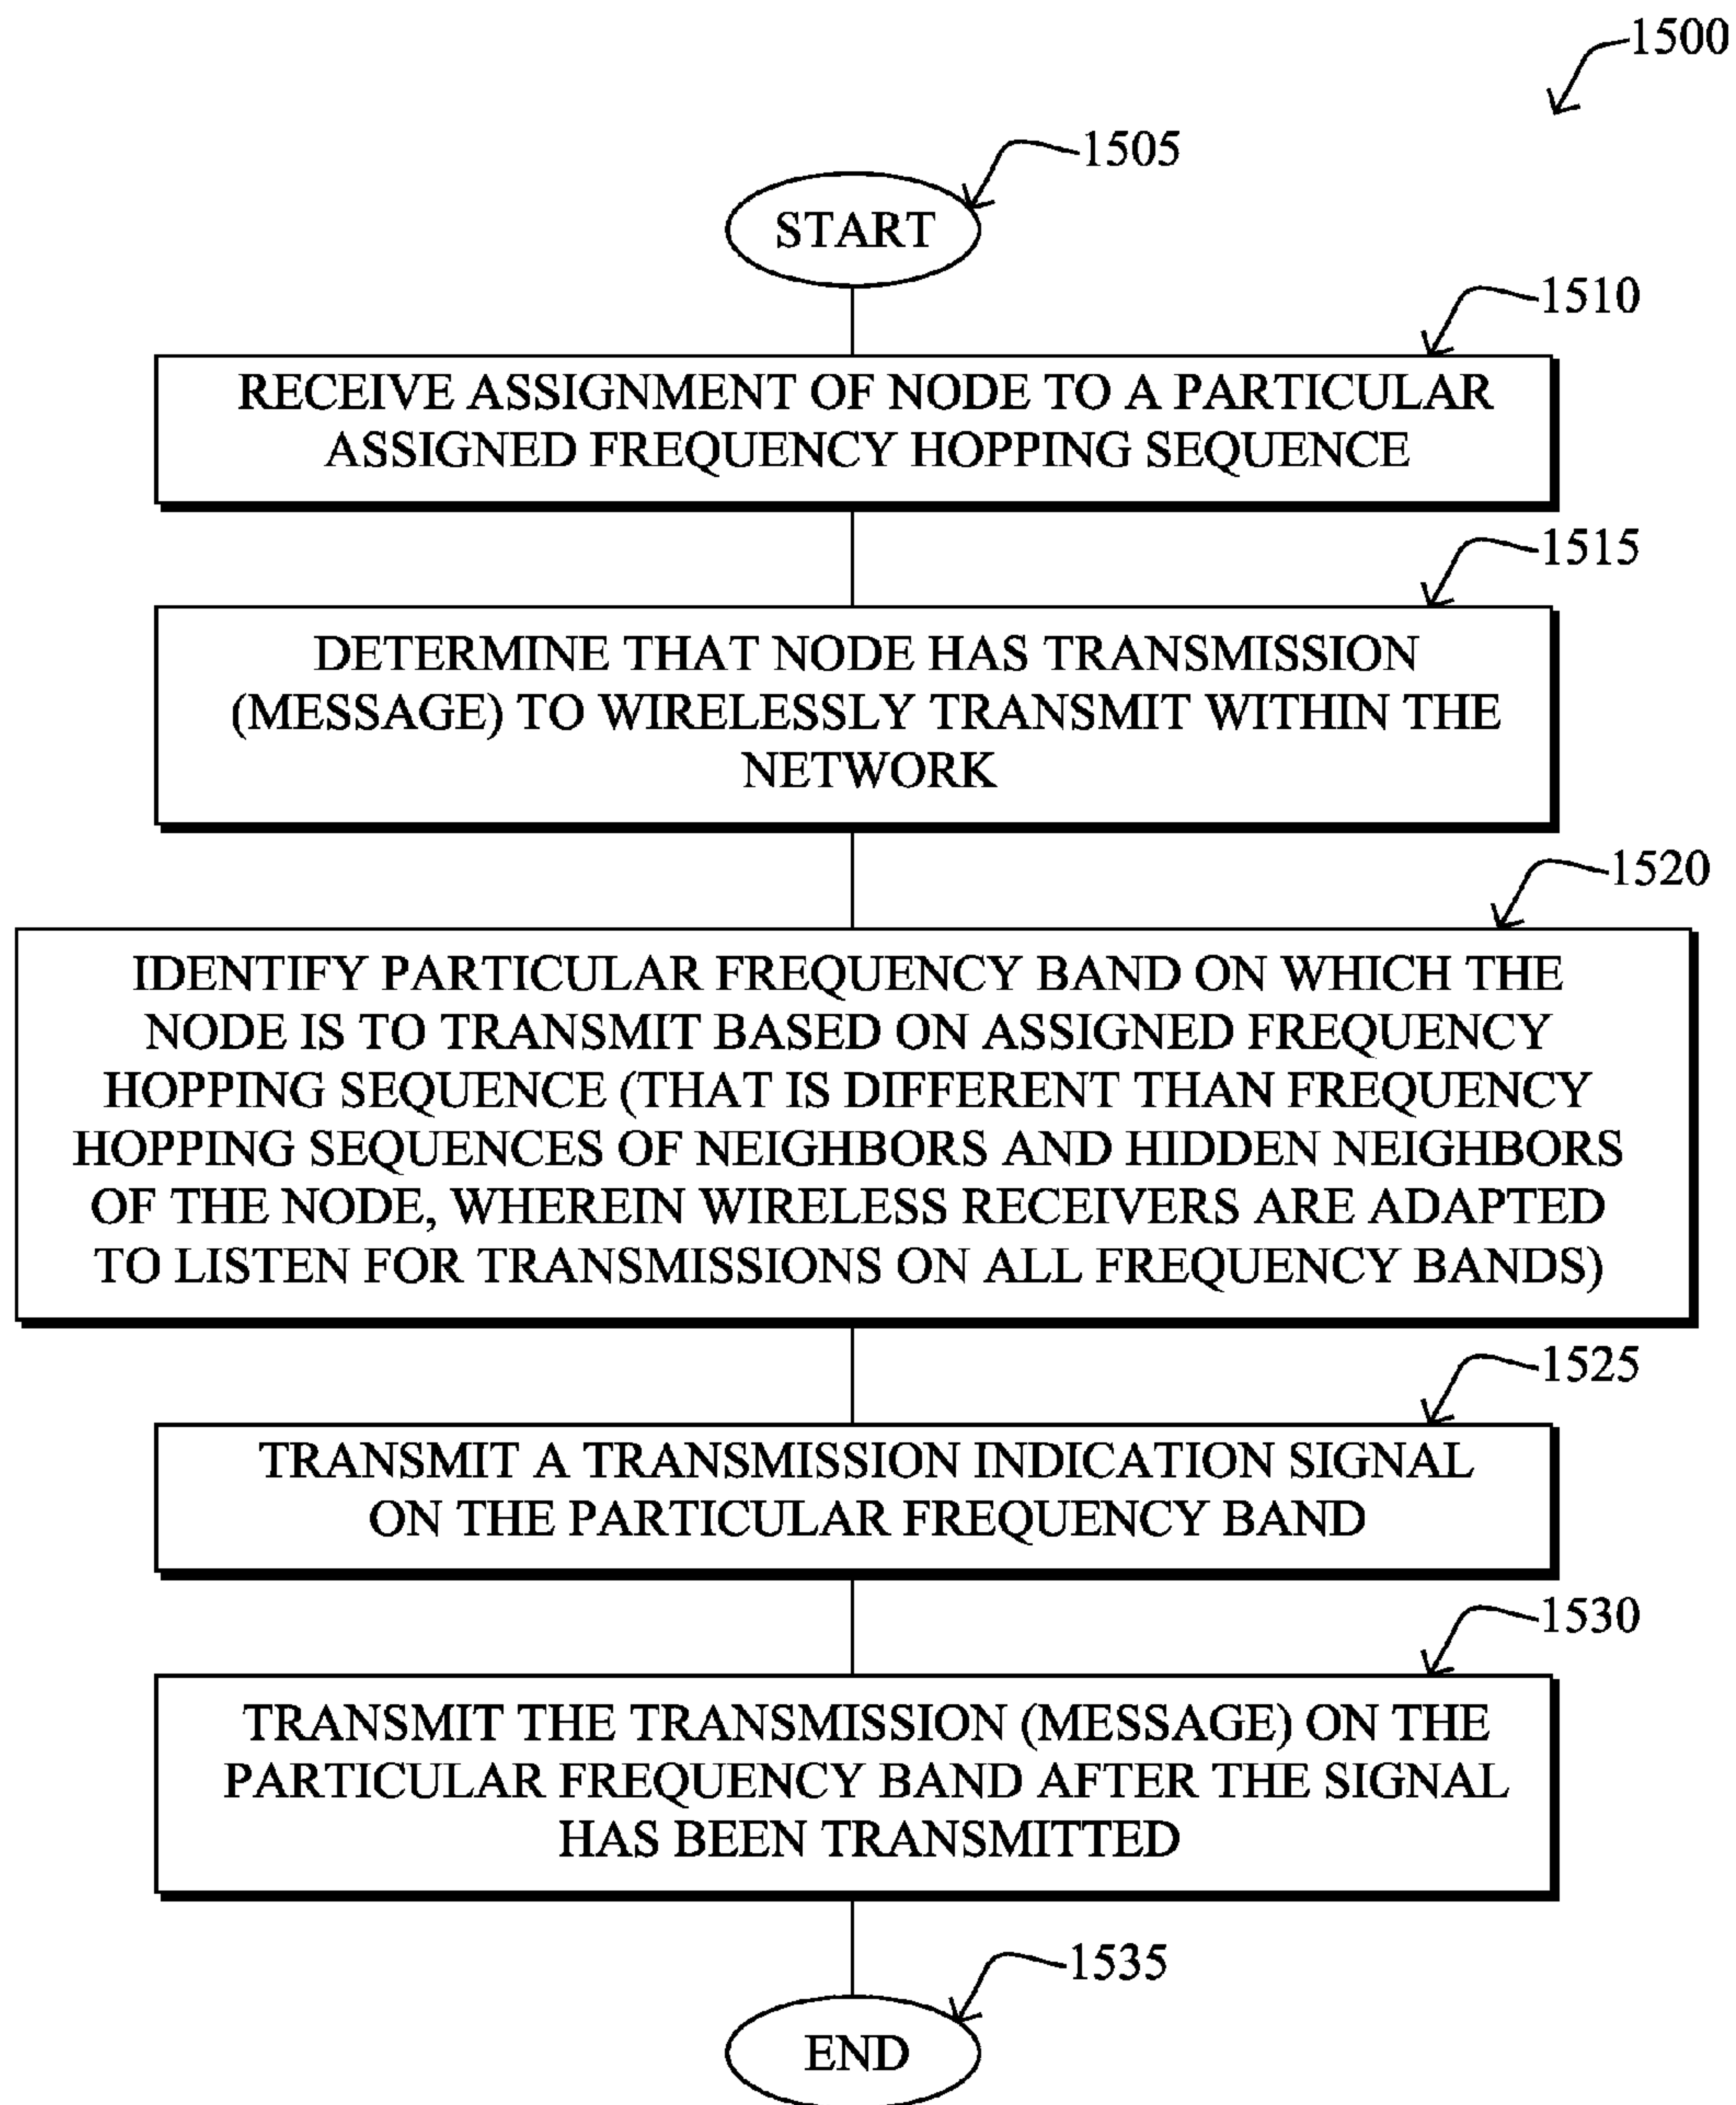 1500
1505
START
1510
RECEIVE ASSIGNMENT OF NODE TO A PARTICULAR
ASSIGNED FREQUENCY HOPPING SEQUENCE
1515
DETERMINE THAT NODE HAS TRANSMISSION
(MESSAGE) TO WIRELESSLY TRANSMIT WITHIN THE
NETWORK
1520
IDENTIFY PARTICULAR FREQUENCY BAND ON WHICH THE
NODE IS TO TRANSMIT BASED ON ASSIGNED FREQUENCY
HOPPING SEQUENCE (THAT IS DIFFERENT THAN FREQUENCY
HOPPING SEQUENCES OF NEIGHBORS AND HIDDEN NEIGHBORS
OF THE NODE, WHEREIN WIRELESS RECEIVERS ARE ADAPTED
TO LISTEN FOR TRANSMISSIONS ON ALL FREQUENCY BANDS)
1525
TRANSMIT A TRANSMISSION INDICATION SIGNAL
ON THE PARTICULAR FREQUENCY BAND
1530
TRANSMIT THE TRANSMISSION (MESSAGE) ON THE
PARTICULAR FREQUENCY BAND AFTER THE SIGNAL
HAS BEEN TRANSMITTED
1535
END